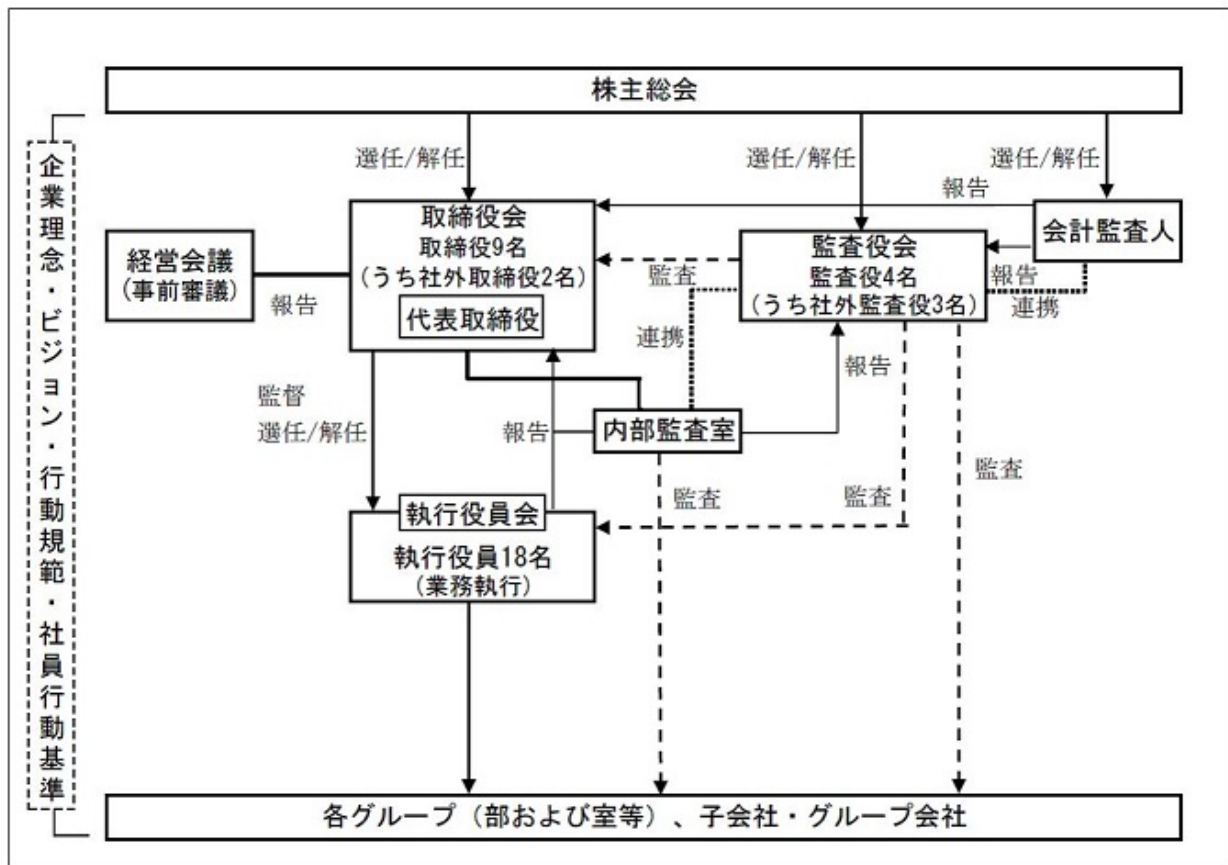 株主総会
企業理念・ビジョン・行動規範・社員行動基準
選任/解任
選任/解任
選任/解任
報告
取締役会
取締役9名
(うち社外取締役2名)
代表取締役
経営会議
(事前審議)
報告
監査
監査役会
監査役4名
(うち社外監査役3名)
会計監査人
報告
連携
連携
報告
監督
選任/解任
報告
内部監査室
監査
監査
監査
執行役員会
執行役員18名
(業務執行)
各グループ（部および室等）、子会社・グループ会社